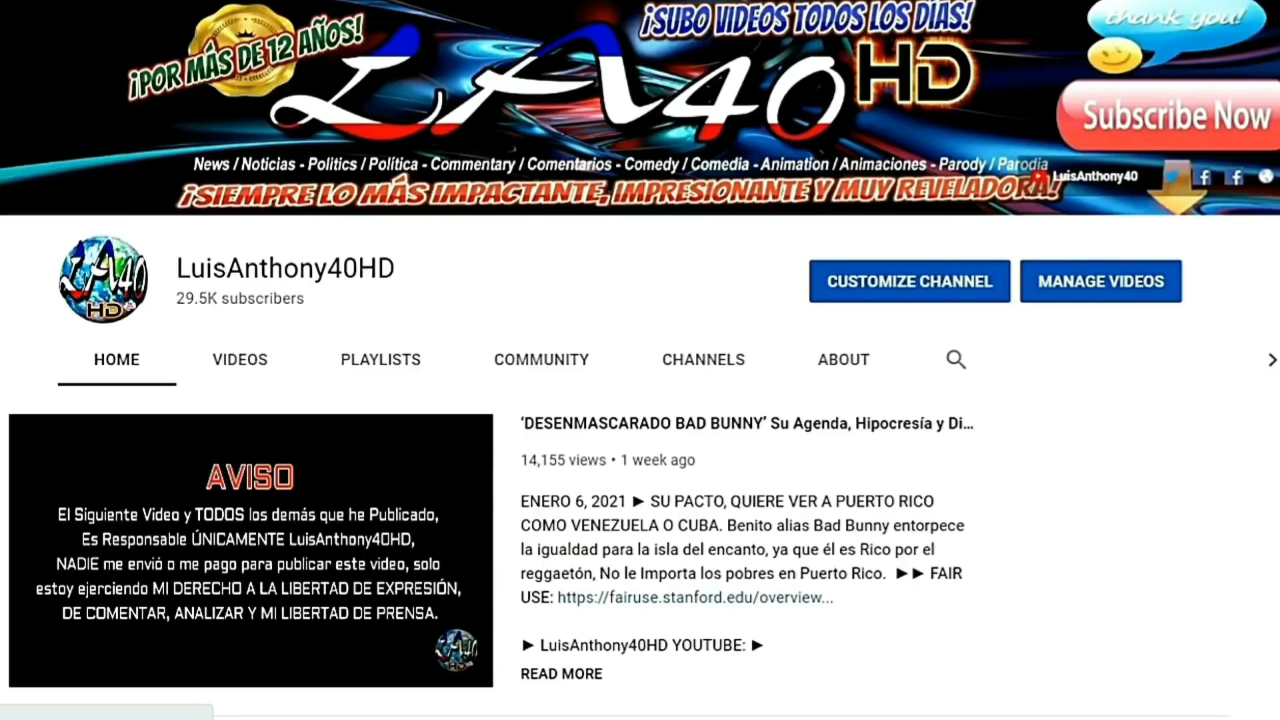 ¡POR MÁS DE 12 AÑOS!
¡SUBO VIDEOS TODOS LOS DÍAS!
thank you!
LA40 HD
Subscribe Now
News / Noticias - Politics / Política - Commentary / Comentarios - Comedy / Comedia - Animation / Animaciones - Parody / Parodia
LuisAnthony40
¡SIEMPRE LO MÁS IMPACTANTE, IMPRESIONANTE Y MUY REVELADORA!
LA40
HD
LuisAnthony40HD
29.5K subscribers
CUSTOMIZE CHANNEL
MANAGE VIDEOS
HOME VIDEOS PLAYLISTS COMMUNITY CHANNELS ABOUT
AVISO
El Siguiente Video y TODOS los demás que he Publicado,
Es Responsable ÚNICAMENTE LuisAnthony40HD,
NADIE me envió o me pago para publicar este video, solo
estoy ejerciendo MI DERECHO A LA LIBERTAD DE EXPRESIÓN,
DE COMENTAR, ANALIZAR Y MI LIBERTAD DE PRENSA.
LA40
HD
‘DESENMASCARADO BAD BUNNY’ Su Agenda, Hipocresía y Di...
14,155 views • 1 week ago
ENERO 6, 2021 ► SU PACTO, QUIERE VER A PUERTO RICO
COMO VENEZUELA O CUBA. Benito alias Bad Bunny entorpece
la igualdad para la isla del encanto, ya que él es Rico por el
reggaetón, No le Importa los pobres en Puerto Rico. ►► FAIR
USE: https://fairuse.stanford.edu/overview...
► LuisAnthony40HD YOUTUBE: ►
READ MORE